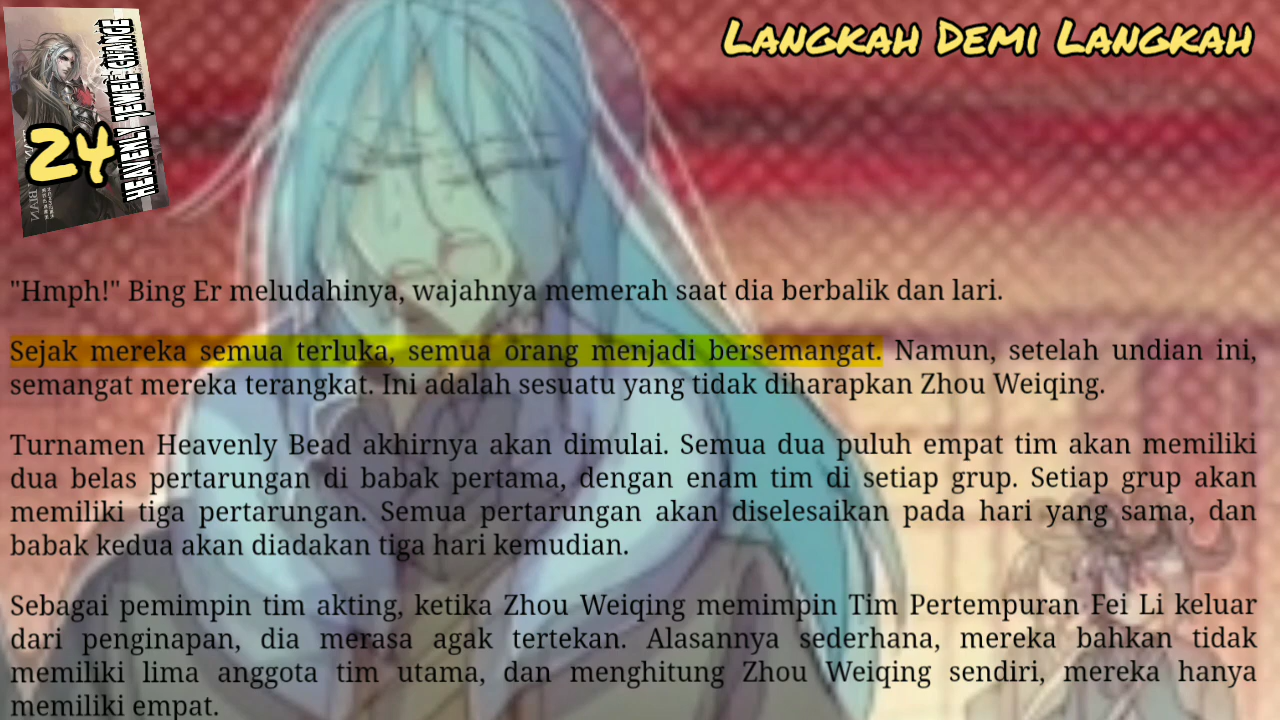 Langkah Demi Langkah
HEAVENLY JEWEL CHANGE
24
"Hmph!" Bing Er meludahinya, wajahnya memerah saat dia berbalik dan lari.
Sejak mereka semua terluka, semua orang menjadi bersemangat. Namun, setelah undian ini,
semangat mereka terangkat. Ini adalah sesuatu yang tidak diharapkan Zhou Weiqing.
Turnamen Heavenly Bead akhirnya akan dimulai. Semua dua puluh empat tim akan memiliki
dua belas pertarungan di babak pertama, dengan enam tim di setiap grup. Setiap grup akan
memiliki tiga pertarungan. Semua pertarungan akan diselesaikan pada hari yang sama, dan
babak kedua akan diadakan tiga hari kemudian.
Sebagai pemimpin tim akting, ketika Zhou Weiqing memimpin Tim Pertempuran Fei Li keluar
dari penginapan, dia merasa agak tertekan. Alasannya sederhana, mereka bahkan tidak
memiliki lima anggota tim utama, dan menghitung Zhou Weiqing sendiri, mereka hanya
memiliki empat.